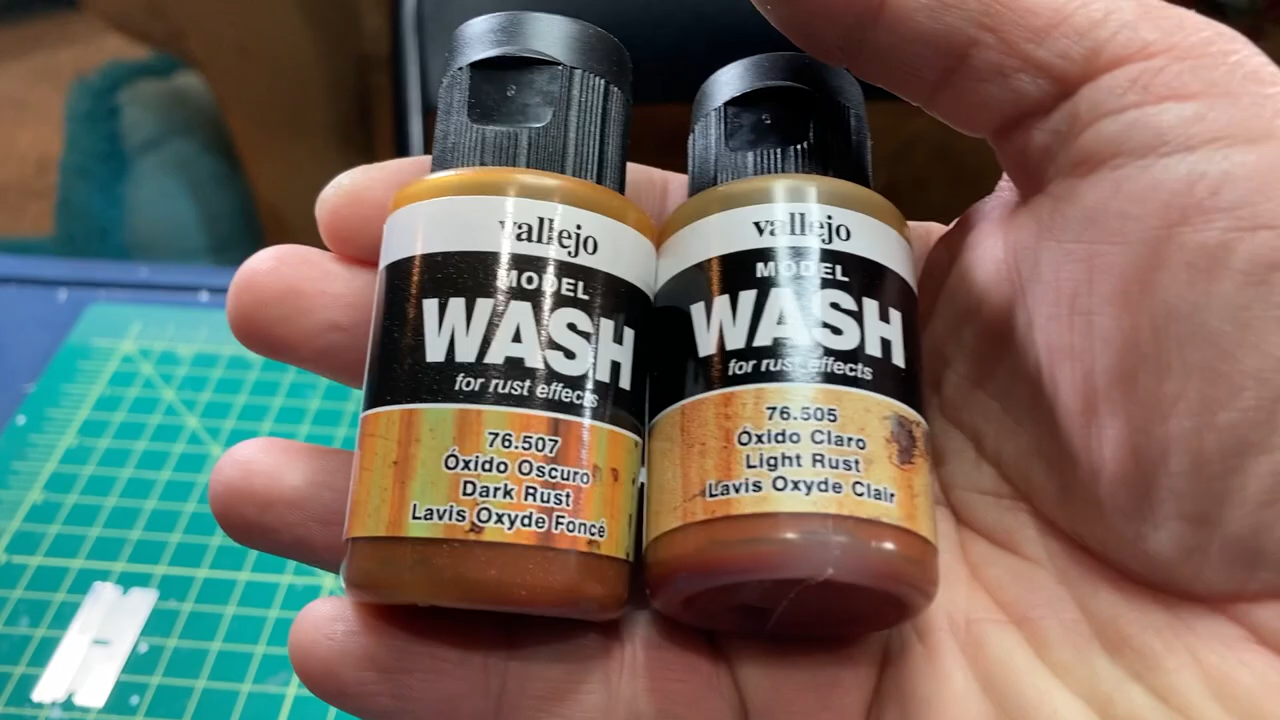 vallejo
MODEL
WASH
for rust effects
76.507
Óxido Oscuro
Dark Rust
Lavis Oxyde Foncé
vallejo
MODEL
WASH
for rust effects
76.505
Óxido Claro
Light Rust
Lavis Oxyde Clair